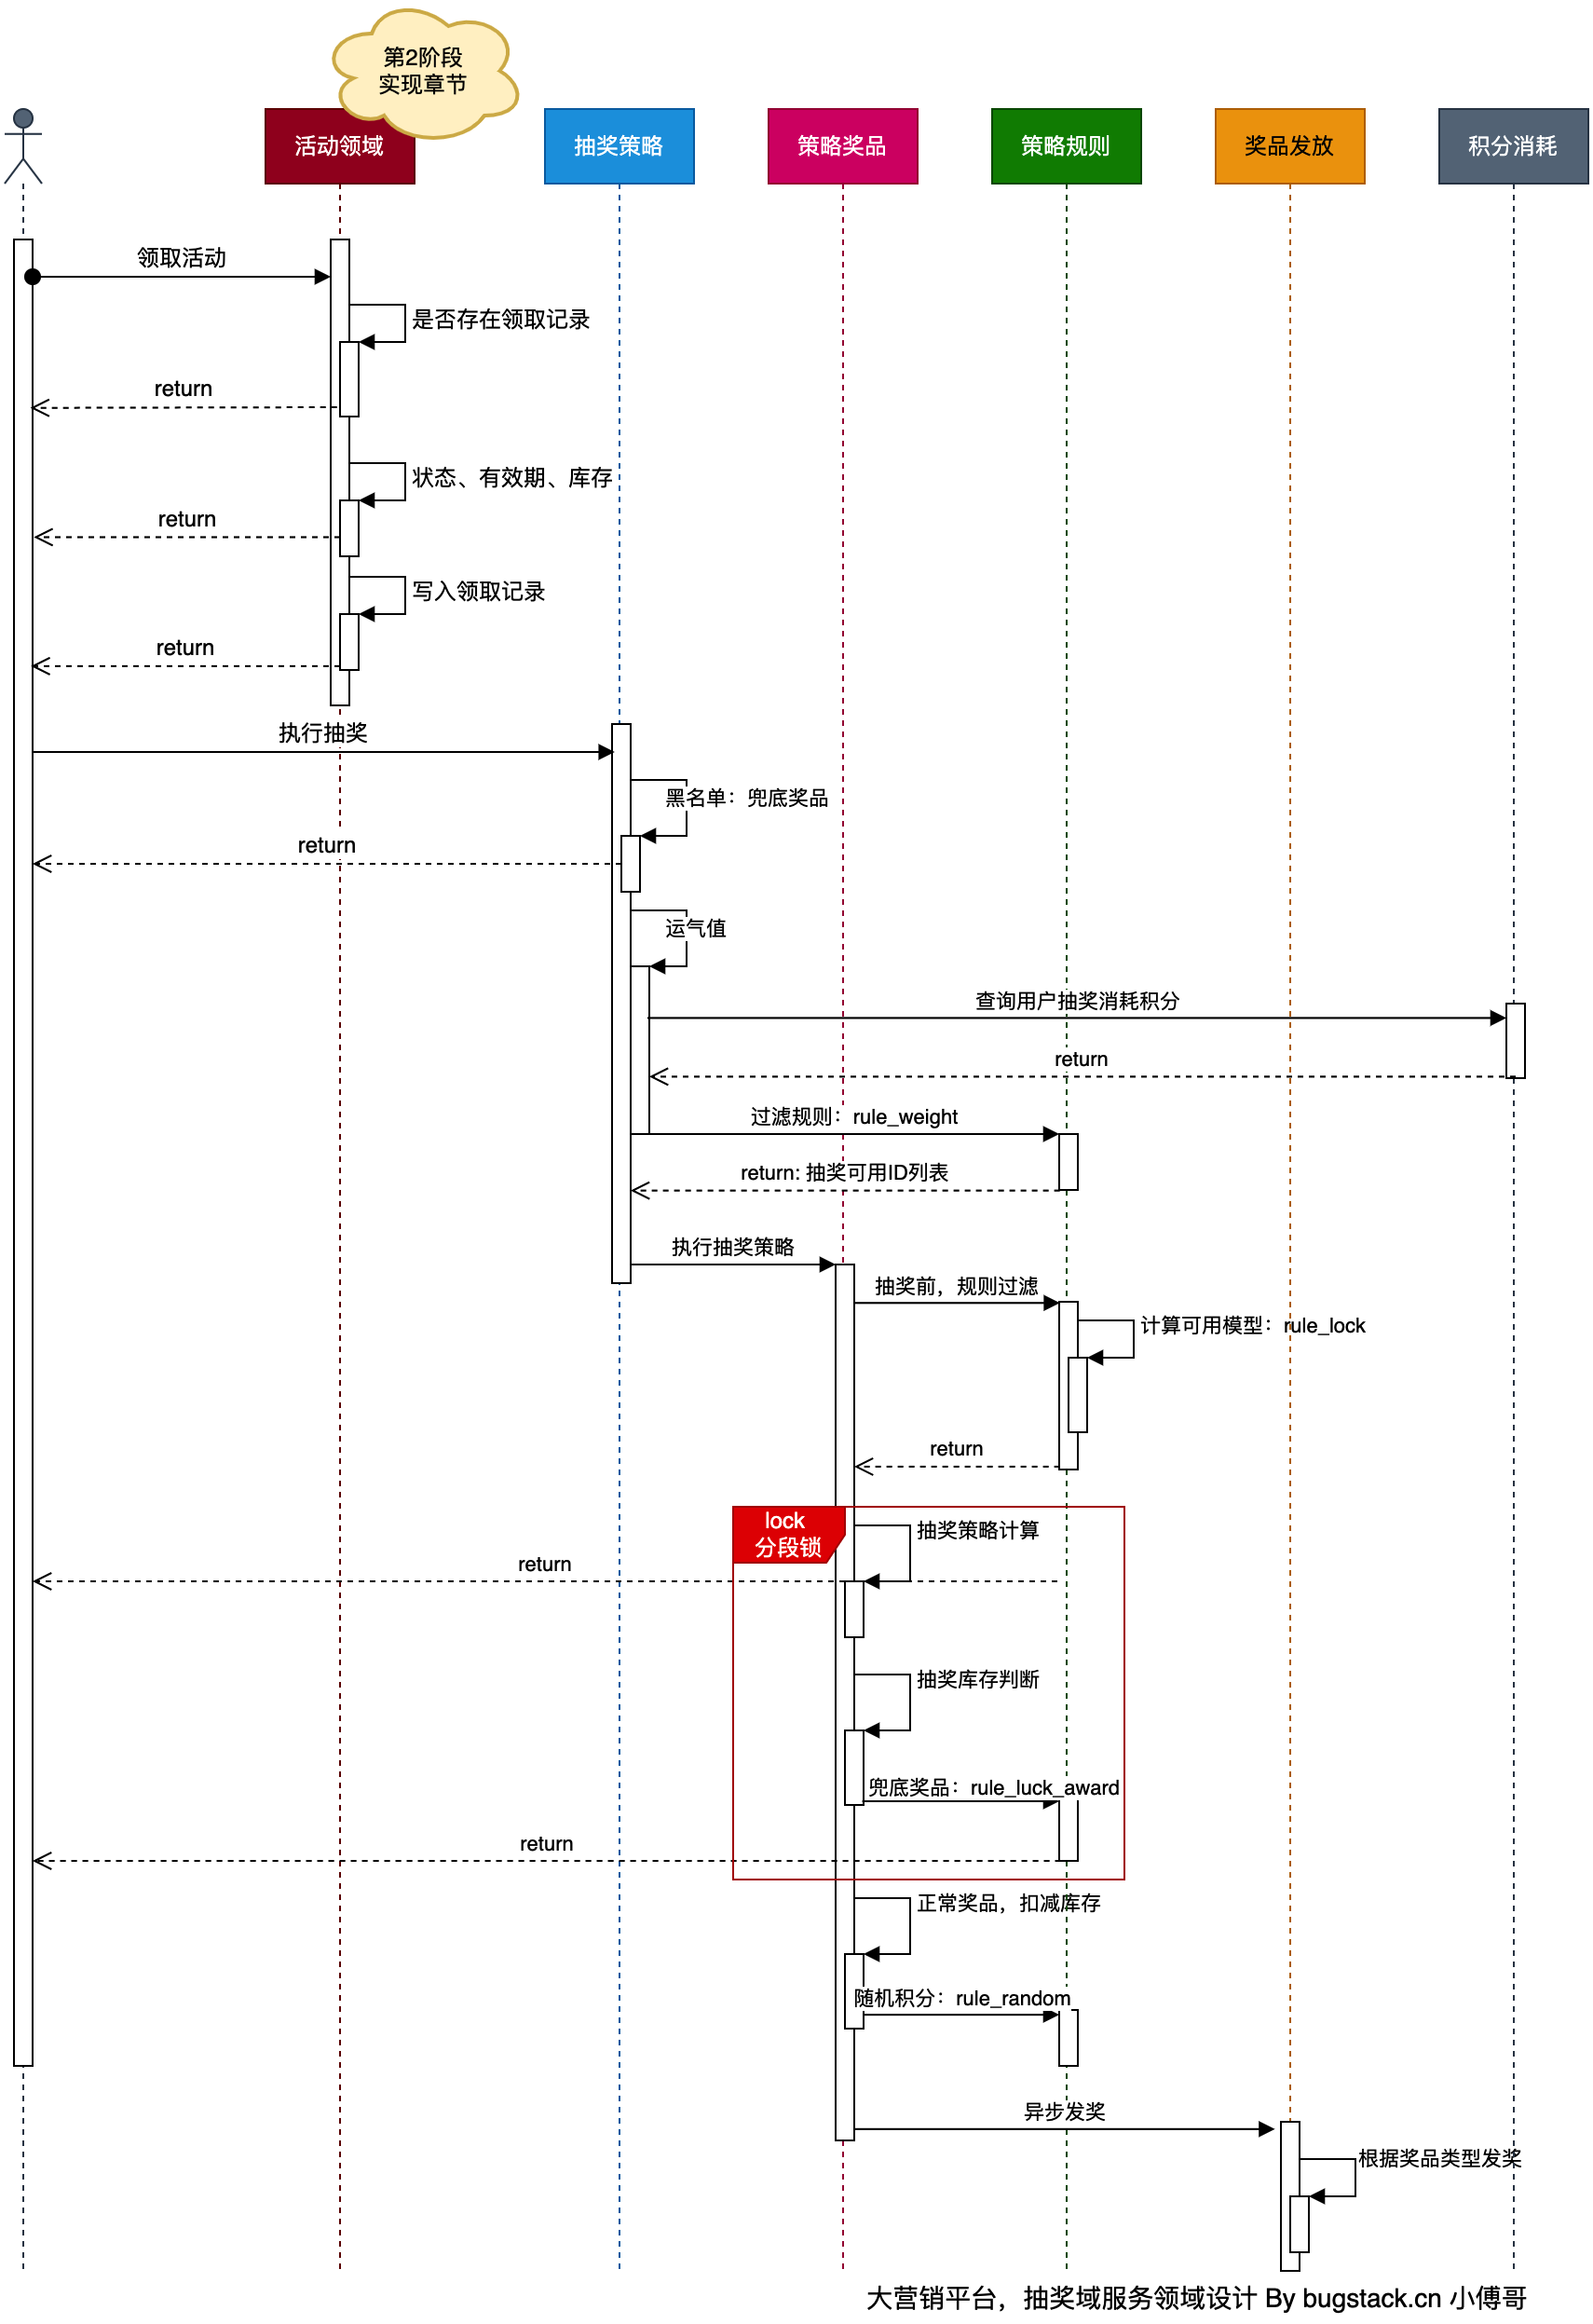 第2阶段
实现章节
活动领域
抽奖策略
策略奖品
策略规则
奖品发放
积分消耗
领取活动
是否存在领取记录
return
状态、有效期、库存
return
写入领取记录
return
执行抽奖
黑名单：兜底奖品
return
运气值
查询用户抽奖消耗积分
return
过滤规则：rule_weight
return: 抽奖可用ID列表
执行抽奖策略
抽奖前，规则过滤
计算可用模型：rule_lock
return
lock
分段锁
抽奖策略计算
return
抽奖库存判断
兜底奖品：rule_luck_award
return
正常奖品，扣减库存
随机积分：rule_random
异步发奖
根据奖品类型发奖
大营销平台，抽奖域服务领域设计 By bugstack.cn 小傅哥